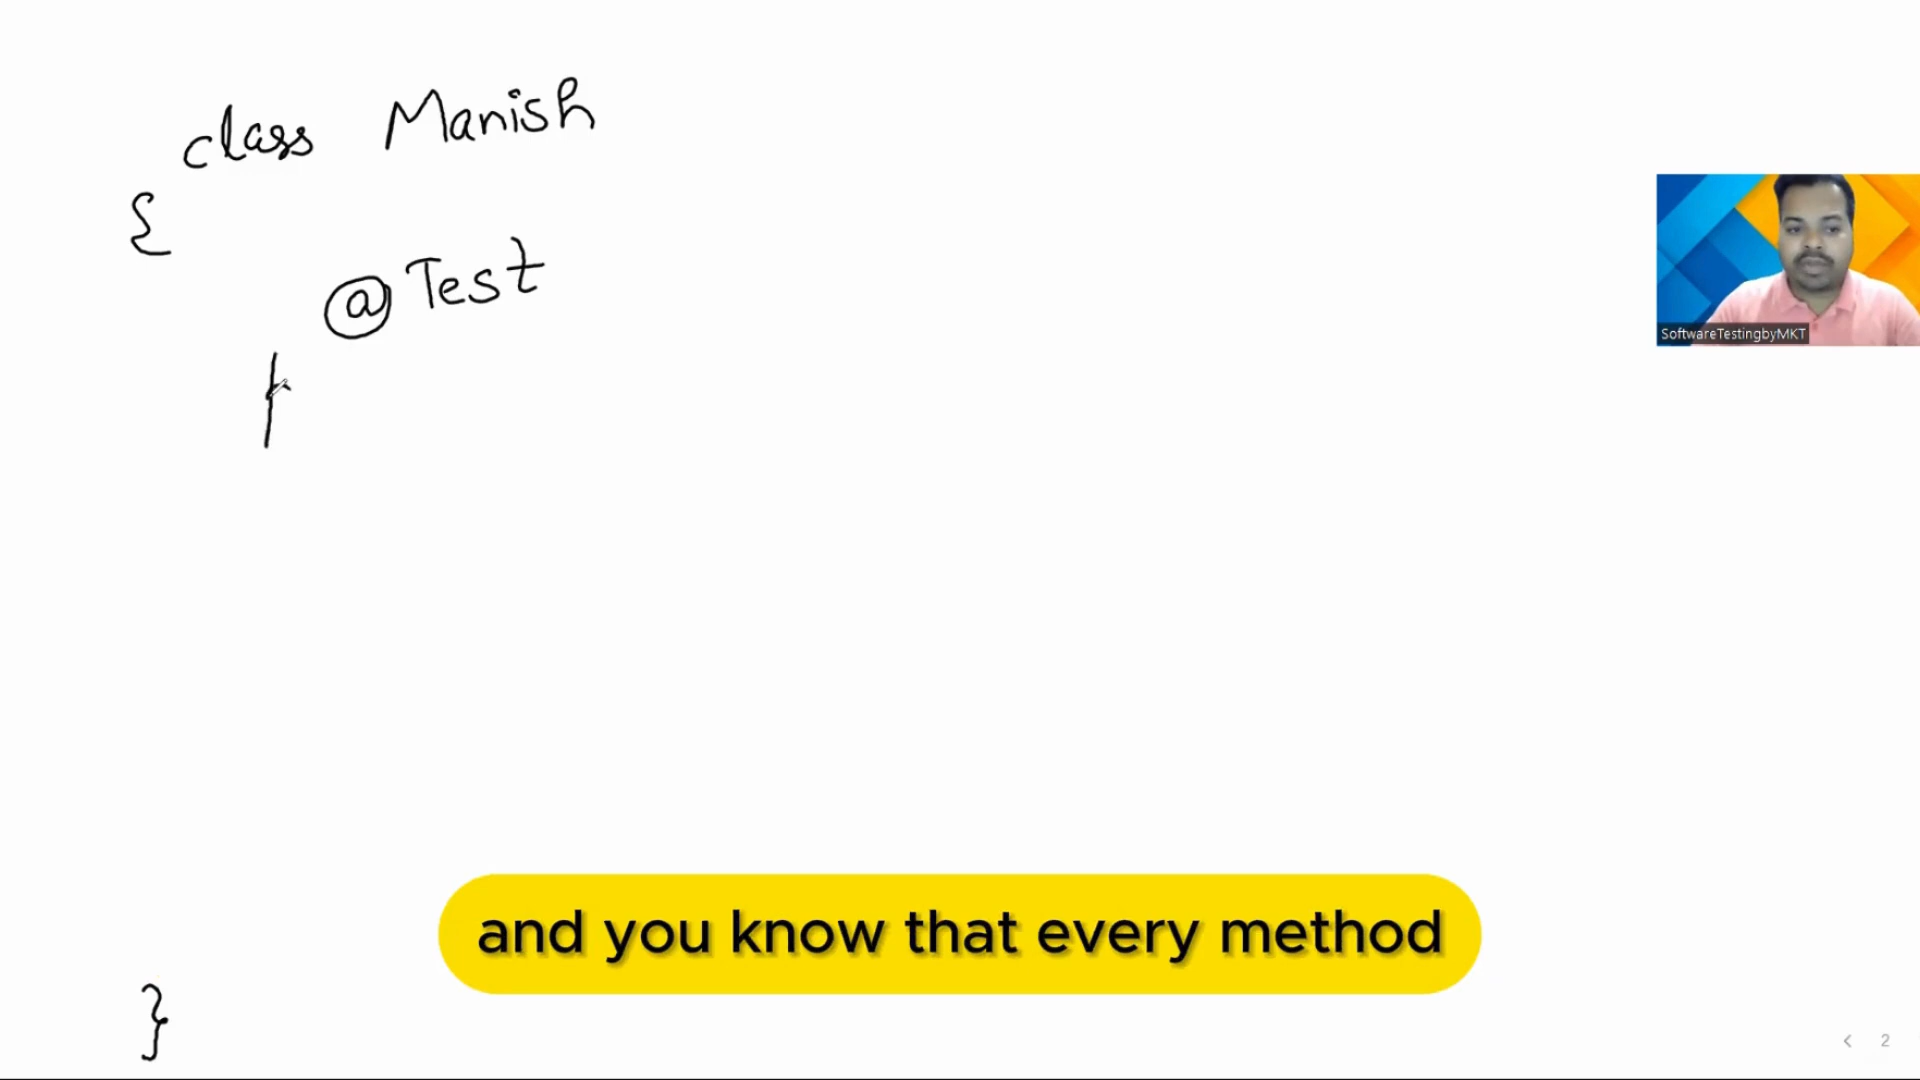 class Manish
{
@Test
SoftwareTestingbyMKT
and you know that every method
}
< 2